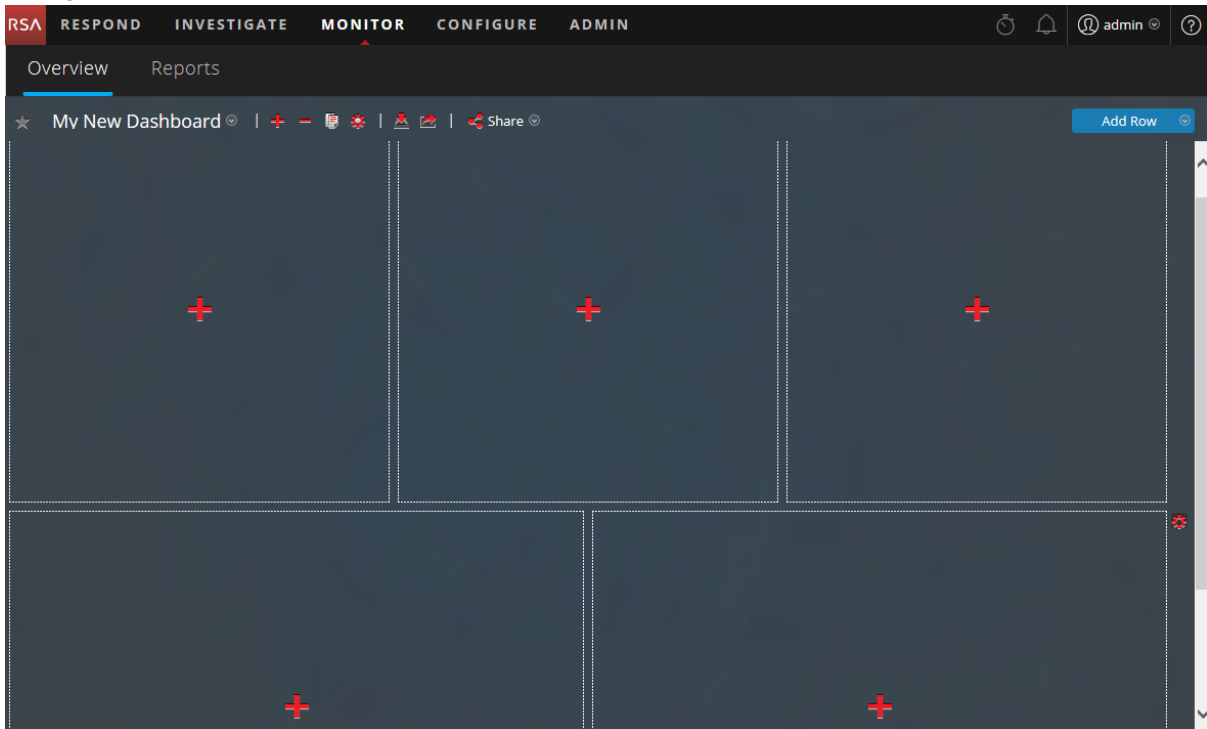 RSA RESPOND INVESTIGATE MONITOR CONFIGURE ADMIN admin ?
Overview Reports
My New Dashboard | | | Share Add Row